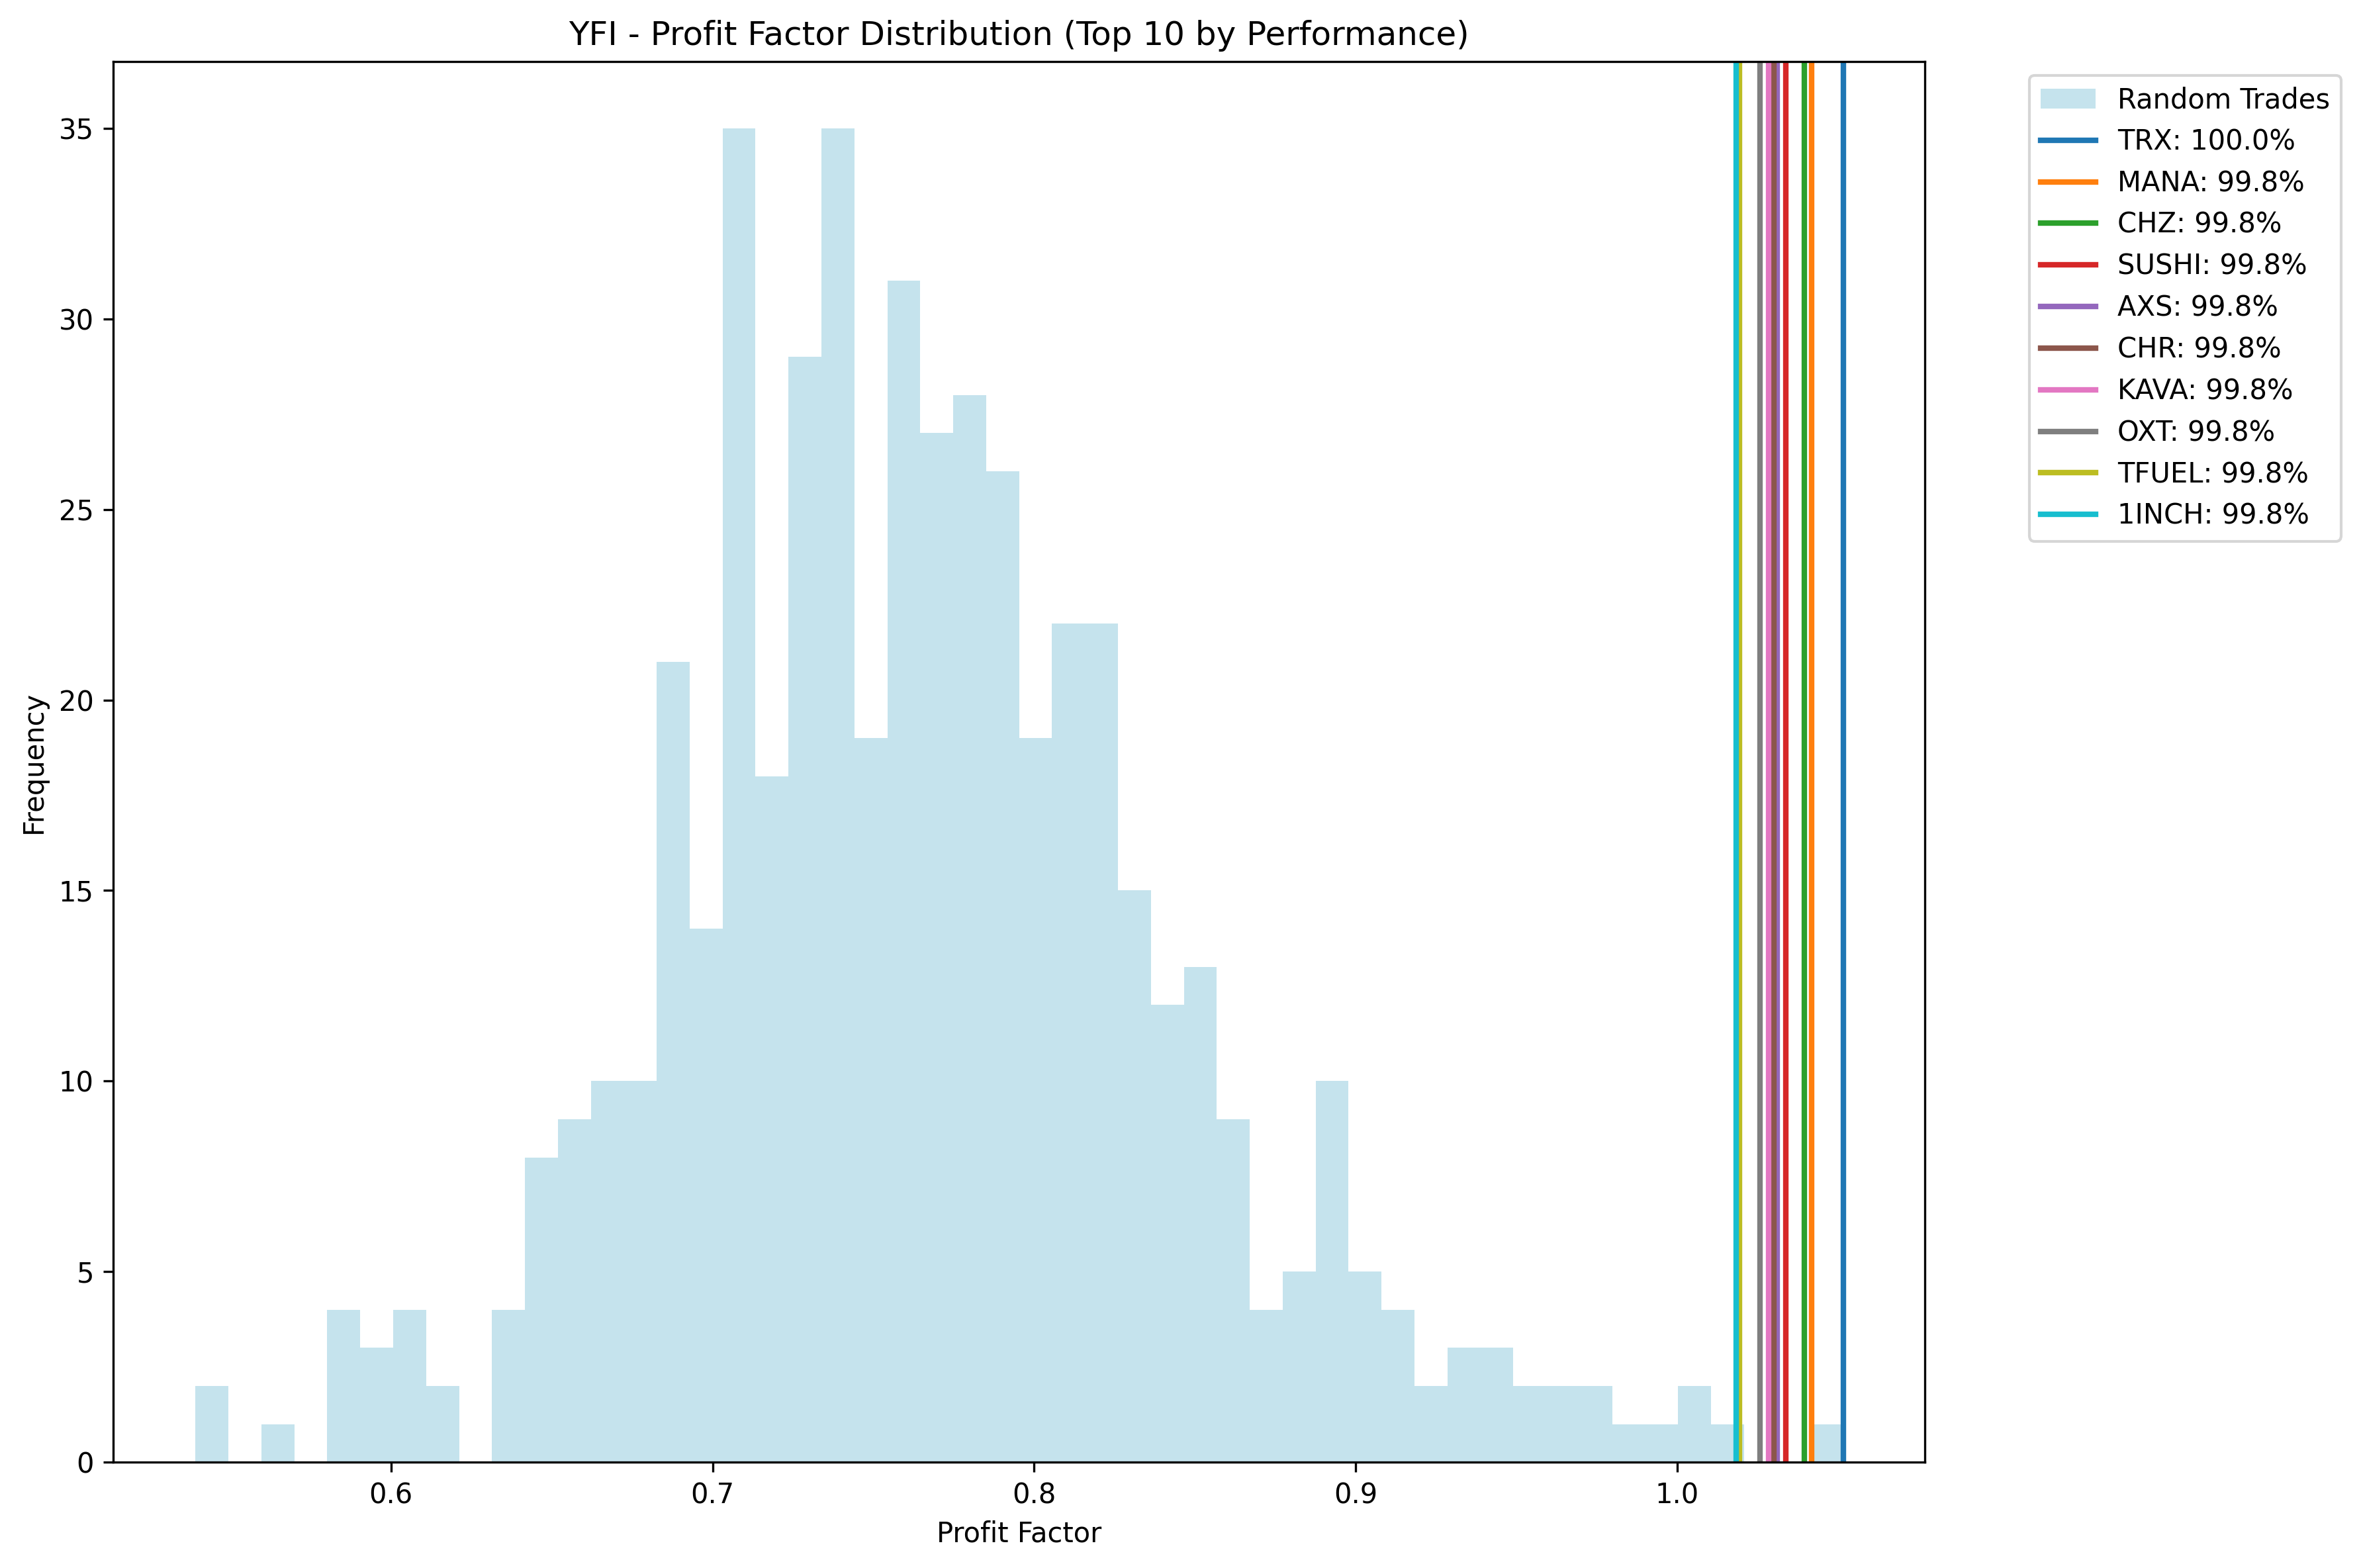 YFI - Profit Factor Distribution (Top 10 by Performance)
Random Trades
TRX: 100.0%
MANA: 99.8%
CHZ: 99.8%
SUSHI: 99.8%
AXS: 99.8%
CHR: 99.8%
KAVA: 99.8%
OXT: 99.8%
TFUEL: 99.8%
1INCH: 99.8%
Frequency
35
30
25
20
15
10
5
0
0.6
0.7
0.8
0.9
1.0
Profit Factor